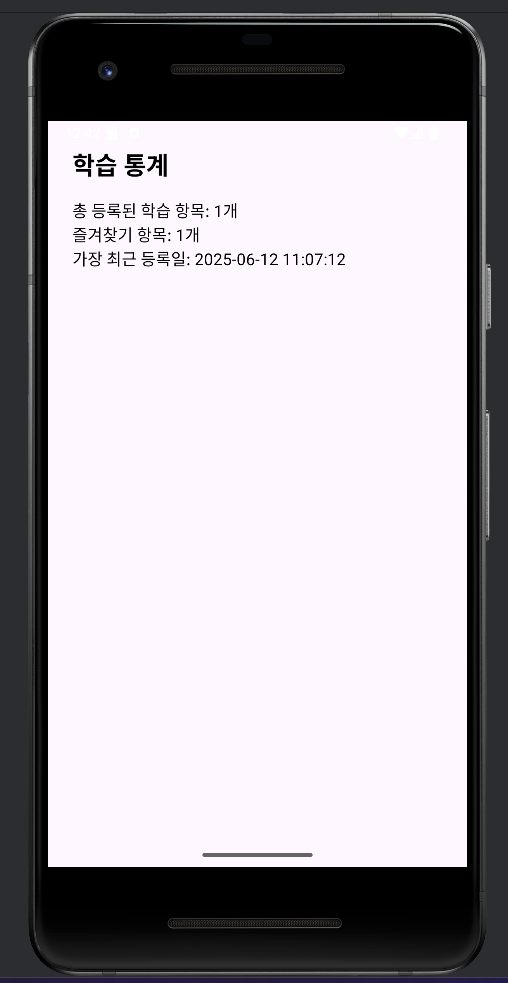 학습 통계
총 등록된 학습 항목: 1개
즐겨찾기 항목: 1개
가장 최근 등록일: 2025-06-12 11:07:12